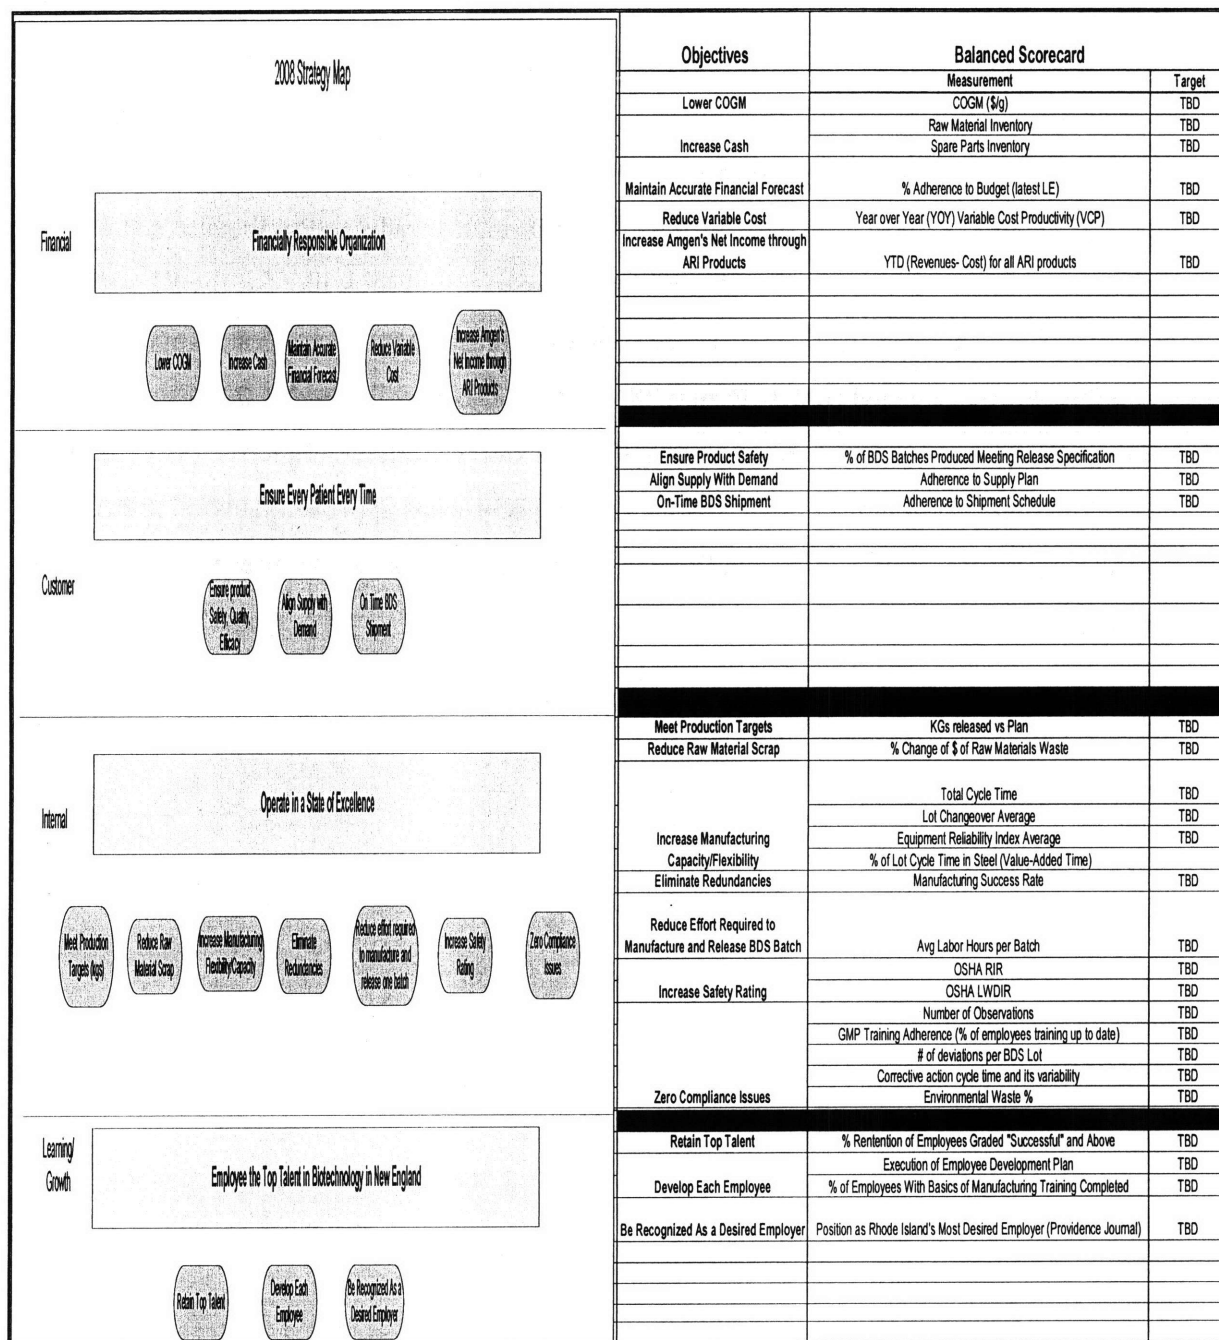 2008 Strategy Map
Financial
Financially Responsible Organization
Lower COGM
Increase Cash
Maintain Accurate
Financial Forecast
Reduce Variable
Cost
Increase Amgen's
Net Income through
ARI Products
Ensure Every Patient Every Time
Customer
Ensure product
Safety, Quality,
Efficacy
Align Supply with
Demand
On Time BDS
Shipment
Internal
Operate in a State of Excellence
Meet Production
Targets (kgs)
Reduce Raw
Material Scrap
Increase Manufacturing
Flexibility/Capacity
Eliminate
Redundancies
Reduce effort required
to manufacture and
release one batch
Increase Safety
Rating
Zero Compliance
Issues
Learning/
Growth
Employee the Top Talent in Biotechnology in New England
Retain Top Talent
Develop Each
Employee
Be Recognized As a
Desired Employer
Objectives Balanced Scorecard
Measurement Target
Lower COGM COGM ($/g) TBD
Raw Material Inventory TBD
Increase Cash Spare Parts Inventory TBD
Maintain Accurate Financial Forecast % Adherence to Budget (latest LE) TBD
Reduce Variable Cost Year over Year (YOY) Variable Cost Productivity (VCP) TBD
Increase Amgen's Net Income through
ARI Products YTD (Revenues- Cost) for all ARI products TBD
Ensure Product Safety % of BDS Batches Produced Meeting Release Specification TBD
Align Supply With Demand Adherence to Supply Plan TBD
On-Time BDS Shipment Adherence to Shipment Schedule TBD
Meet Production Targets KGs released vs Plan TBD
Reduce Raw Material Scrap % Change of $ of Raw Materials Waste TBD
Total Cycle Time TBD
Lot Changeover Average TBD
Increase Manufacturing Equipment Reliability Index Average TBD
Capacity/Flexibility % of Lot Cycle Time in Steel (Value-Added Time)
Eliminate Redundancies Manufacturing Success Rate TBD
Reduce Effort Required to
Manufacture and Release BDS Batch Avg Labor Hours per Batch TBD
OSHA RIR TBD
Increase Safety Rating OSHA LWDIR TBD
Number of Observations TBD
GMP Training Adherence (% of employees training up to date) TBD
# of deviations per BDS Lot TBD
Corrective action cycle time and its variability TBD
Zero Compliance Issues Environmental Waste % TBD
Retain Top Talent % Rentention of Employees Graded "Successful" and Above TBD
Execution of Employee Development Plan TBD
Develop Each Employee % of Employees With Basics of Manufacturing Training Completed TBD
Be Recognized As a Desired Employer Position as Rhode Island's Most Desired Employer (Providence Journal) TBD